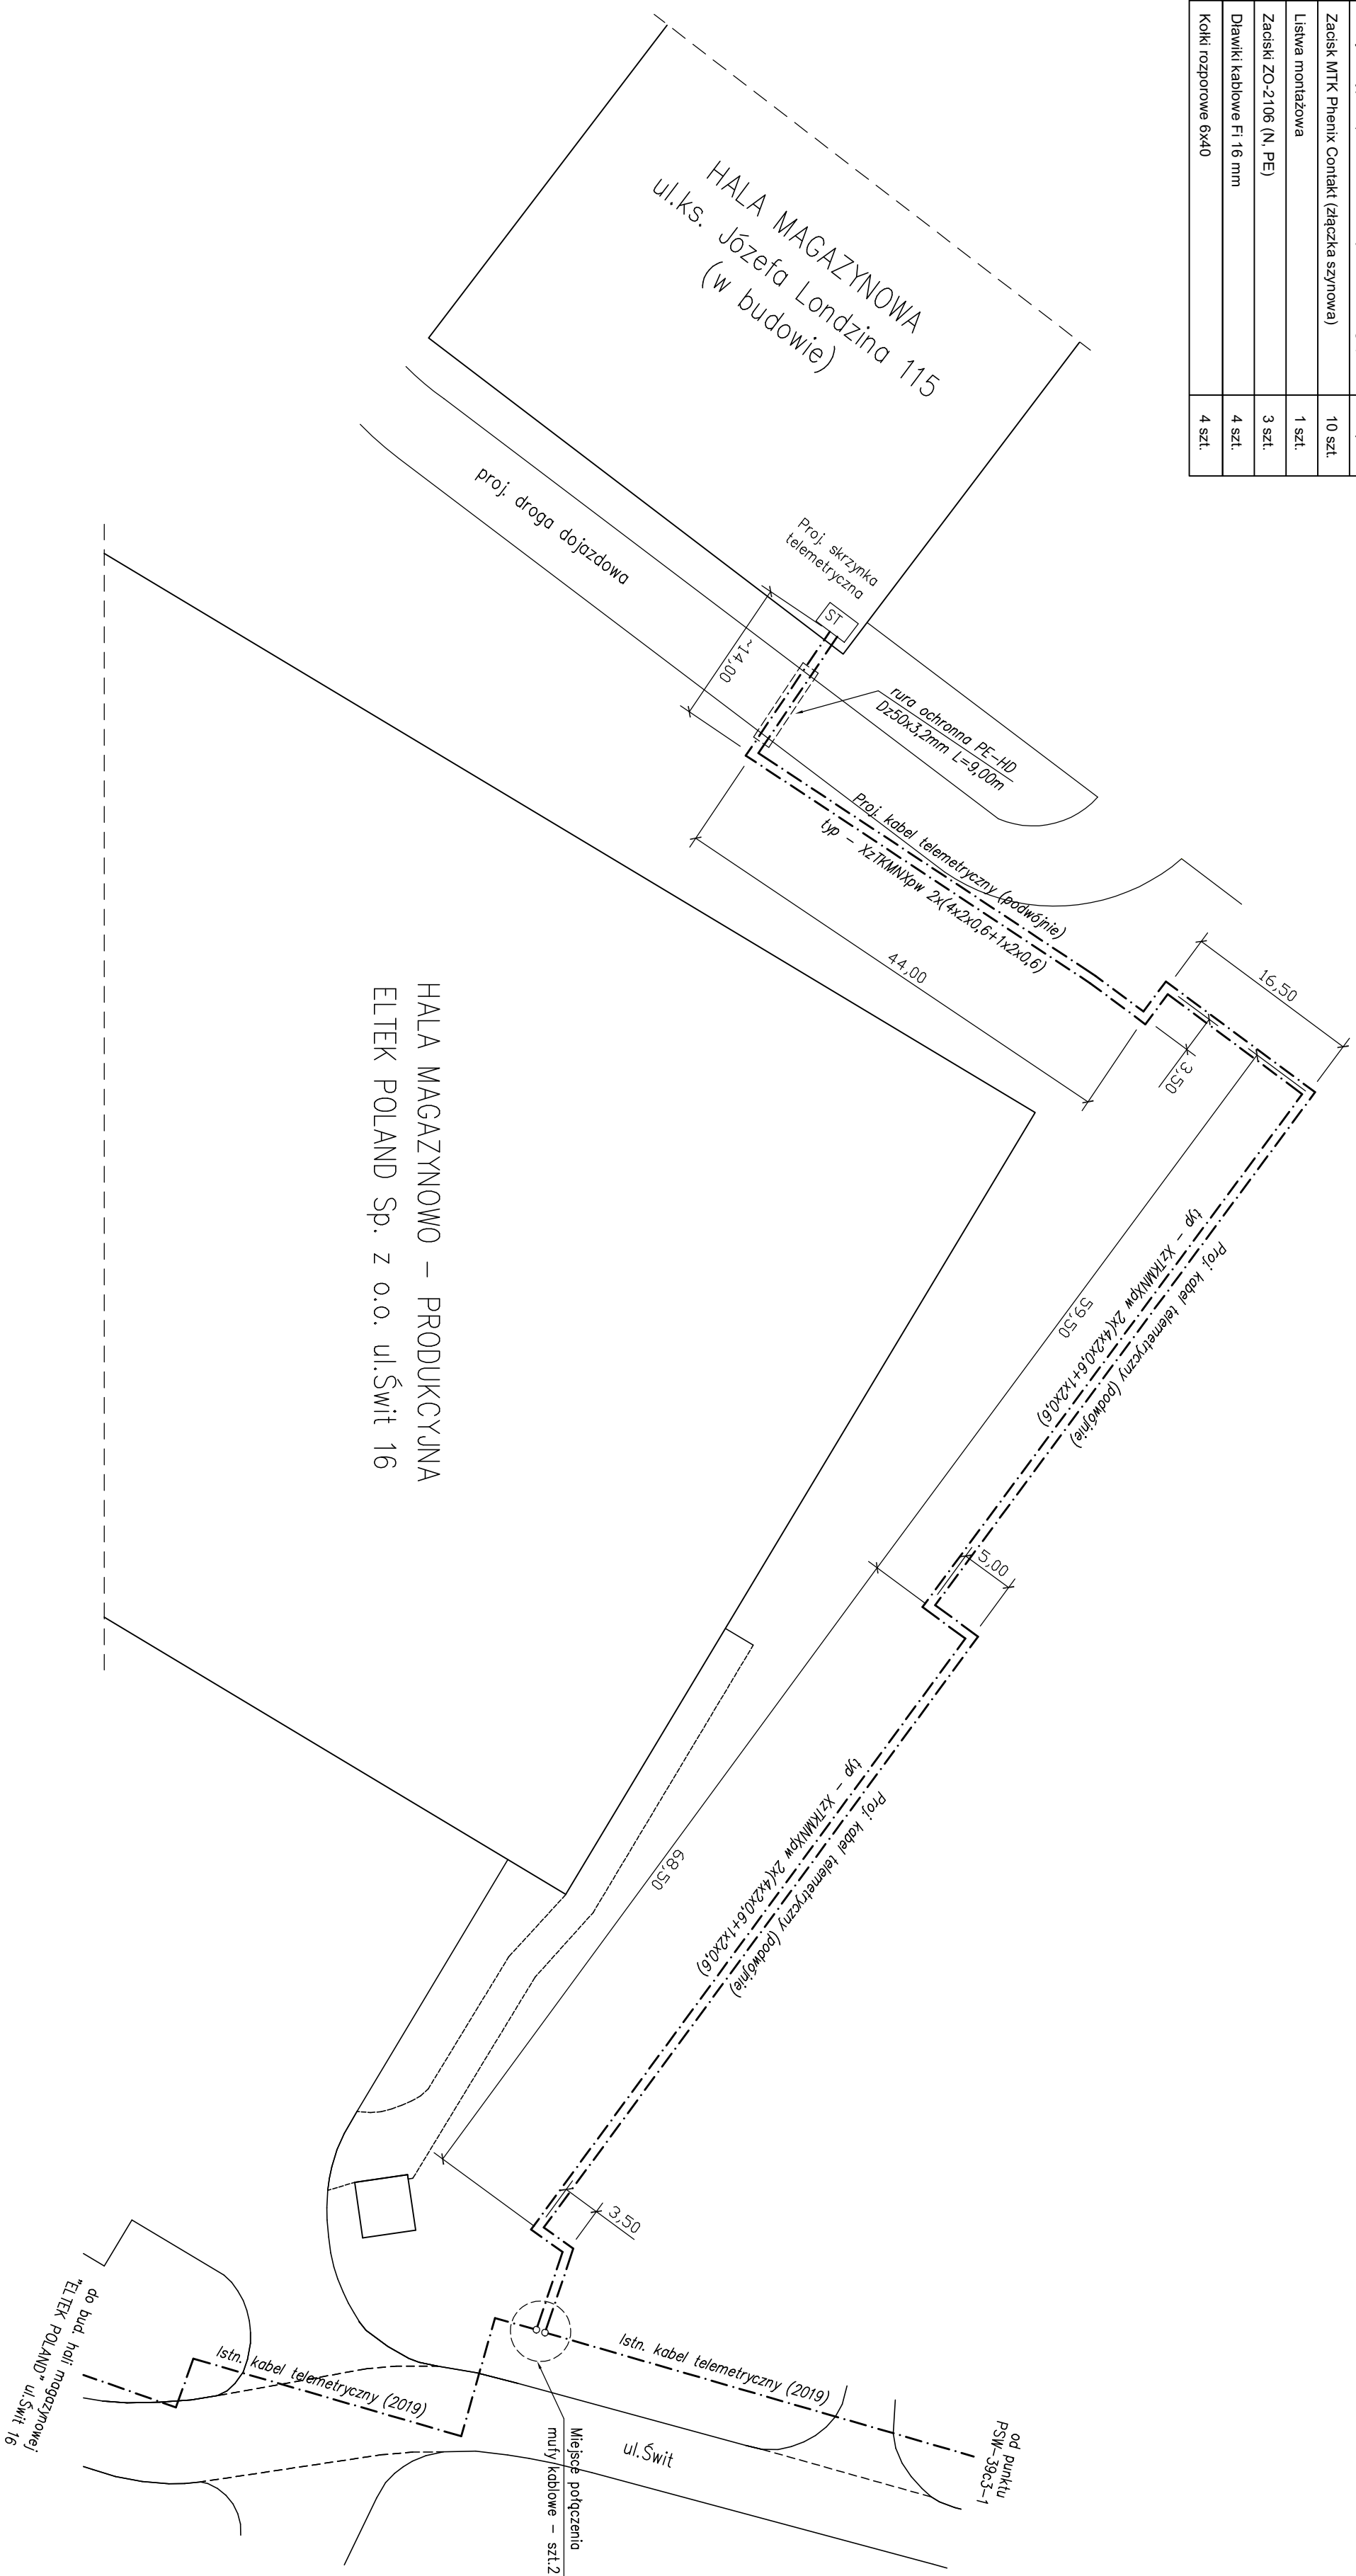 Zacisk MTK Phenix Contakt (złączka szynowa) 10 szt.
Listwa montażowa 1 szt.
Zaciski ZO-2106 (N, PE) 3 szt.
Dławiki kablowe Fi 16 mm 4 szt.
Kołki rozporowe 6x40 4 szt.
HALA MAGAZYNOWA
ul.ks. Józefa Londzina 115
(w budowie)
proj. droga dojazdowa
Proj. skrzynka
telemetryczna
ST
~14,00
rura ochronna PE-HD
Dz50x3,2mm L=9,00m
Proj. kabel telemetryczny (podwójnie)
typ - XzTKMNXpw 2x(4x2x0,6+1x2x0,6)
44,00
16,50
3,50
59,50
Proj. kabel telemetryczny (podwójnie)
typ - XzTKMNXpw 2x(4x2x0,6+1x2x0,6)
5,00
HALA MAGAZYNOWO - PRODUKCYJNA
ELTEK POLAND Sp. z o.o. ul.Świt 16
68,50
Proj. kabel telemetryczny (podwójnie)
typ - XzTKMNXpw 2x(4x2x0,6+1x2x0,6)
3,50
Istn. kabel telemetryczny (2019)
od punktu
PSW-39c3-1
ul.Świt
Miejsce połączenia
mufy kablowe - szt.2
Istn. kabel telemetryczny (2019)
do bud. hali magazynowej
"ELTEK POLAND" ul.Świt 16